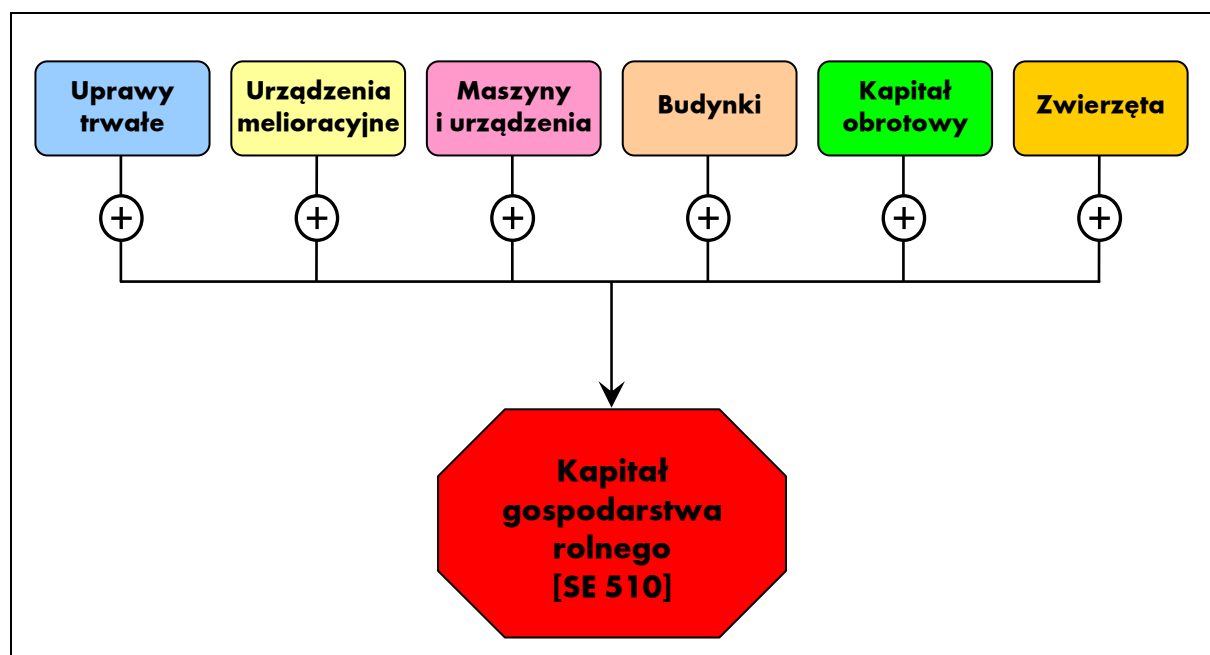 Uprawy
trwałe
Urządzenia
melioracyjne
Maszyny
i urządzenia
Budynki
Kapitał
obrotowy
Zwierzęta
+ + + + + +
Kapitał
gospodarstwa
rolnego
[SE 510]